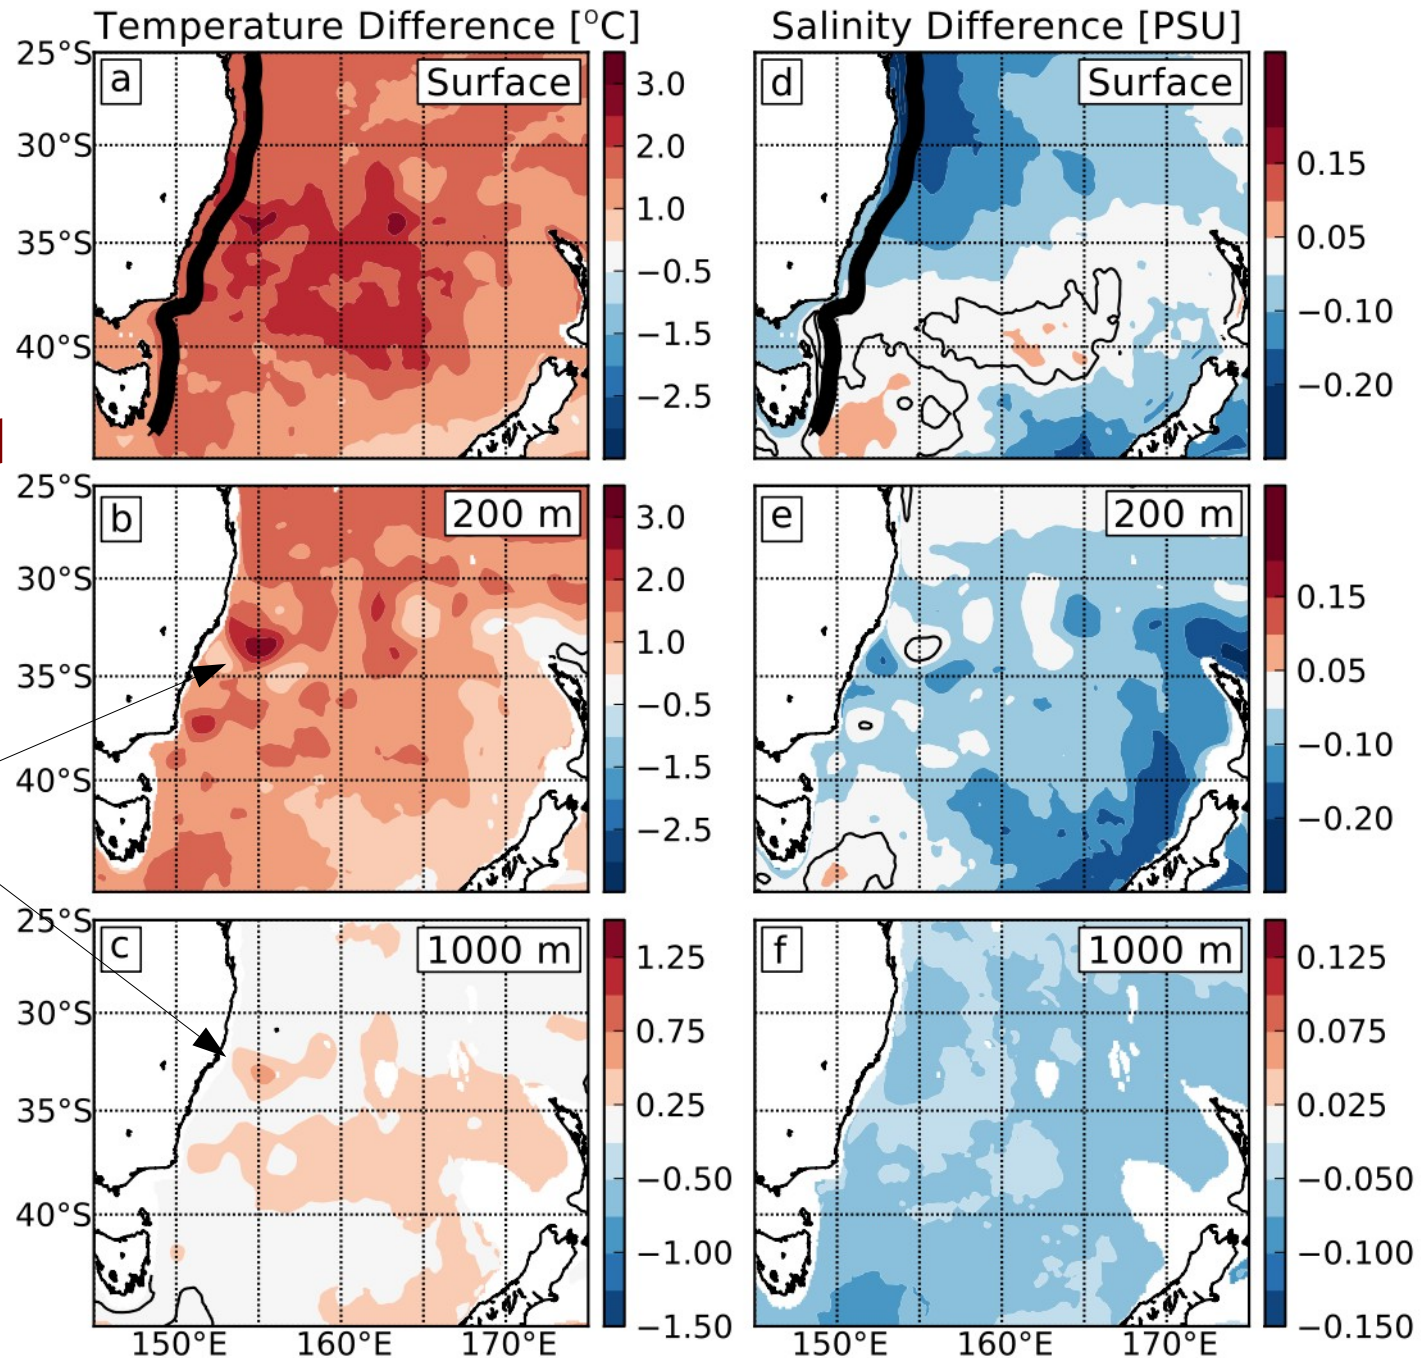 Temperature Difference [°C]
Salinity Difference [PSU]
25°S
a
Surface
3.0
d
Surface
30°S
2.0
0.15
1.0
35°S
0.05
−0.5
−0.10
−1.5
40°S
−0.20
−2.5
25°S
b
200 m
3.0
e
200 m
30°S
2.0
0.15
1.0
35°S
0.05
−0.5
−0.10
−1.5
40°S
−0.20
−2.5
25°S
c
1000 m
1.25
f
1000 m
0.125
30°S
0.75
0.075
35°S
0.25
0.025
−0.50
−0.050
40°S
−1.00
−0.100
−1.50
−0.150
150°E 160°E 170°E
150°E 160°E 170°E